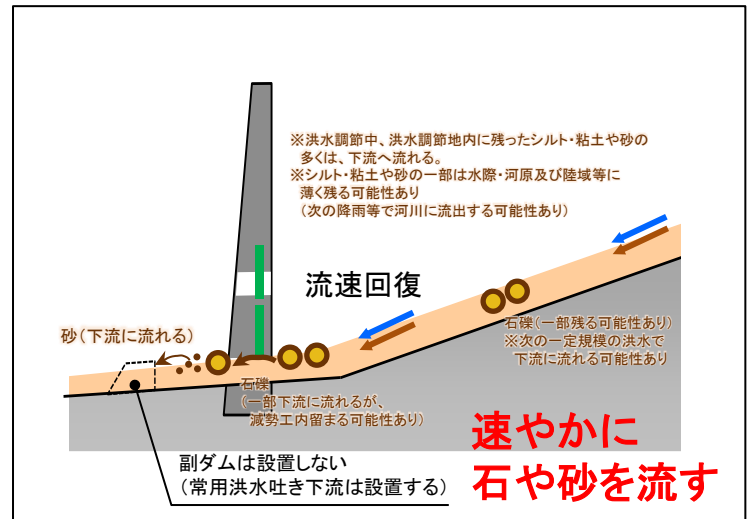 ※洪水調節中、洪水調節地内に残ったシルト・粘土や砂の
多くは、下流へ流れる。
※シルト・粘土や砂の一部は水際・河原及び陸域等に
薄く残る可能性あり
（次の降雨等で河川に流出する可能性あり）
流速回復
石礫（一部残る可能性あり）
※次の一定規模の洪水で
下流に流れる可能性あり
砂（下流に流れる）
石礫
（一部下流に流れるが、
減勢工内留まる可能性あり）
副ダムは設置しない
（常用洪水吐き下流は設置する）
速やかに
石や砂を流す